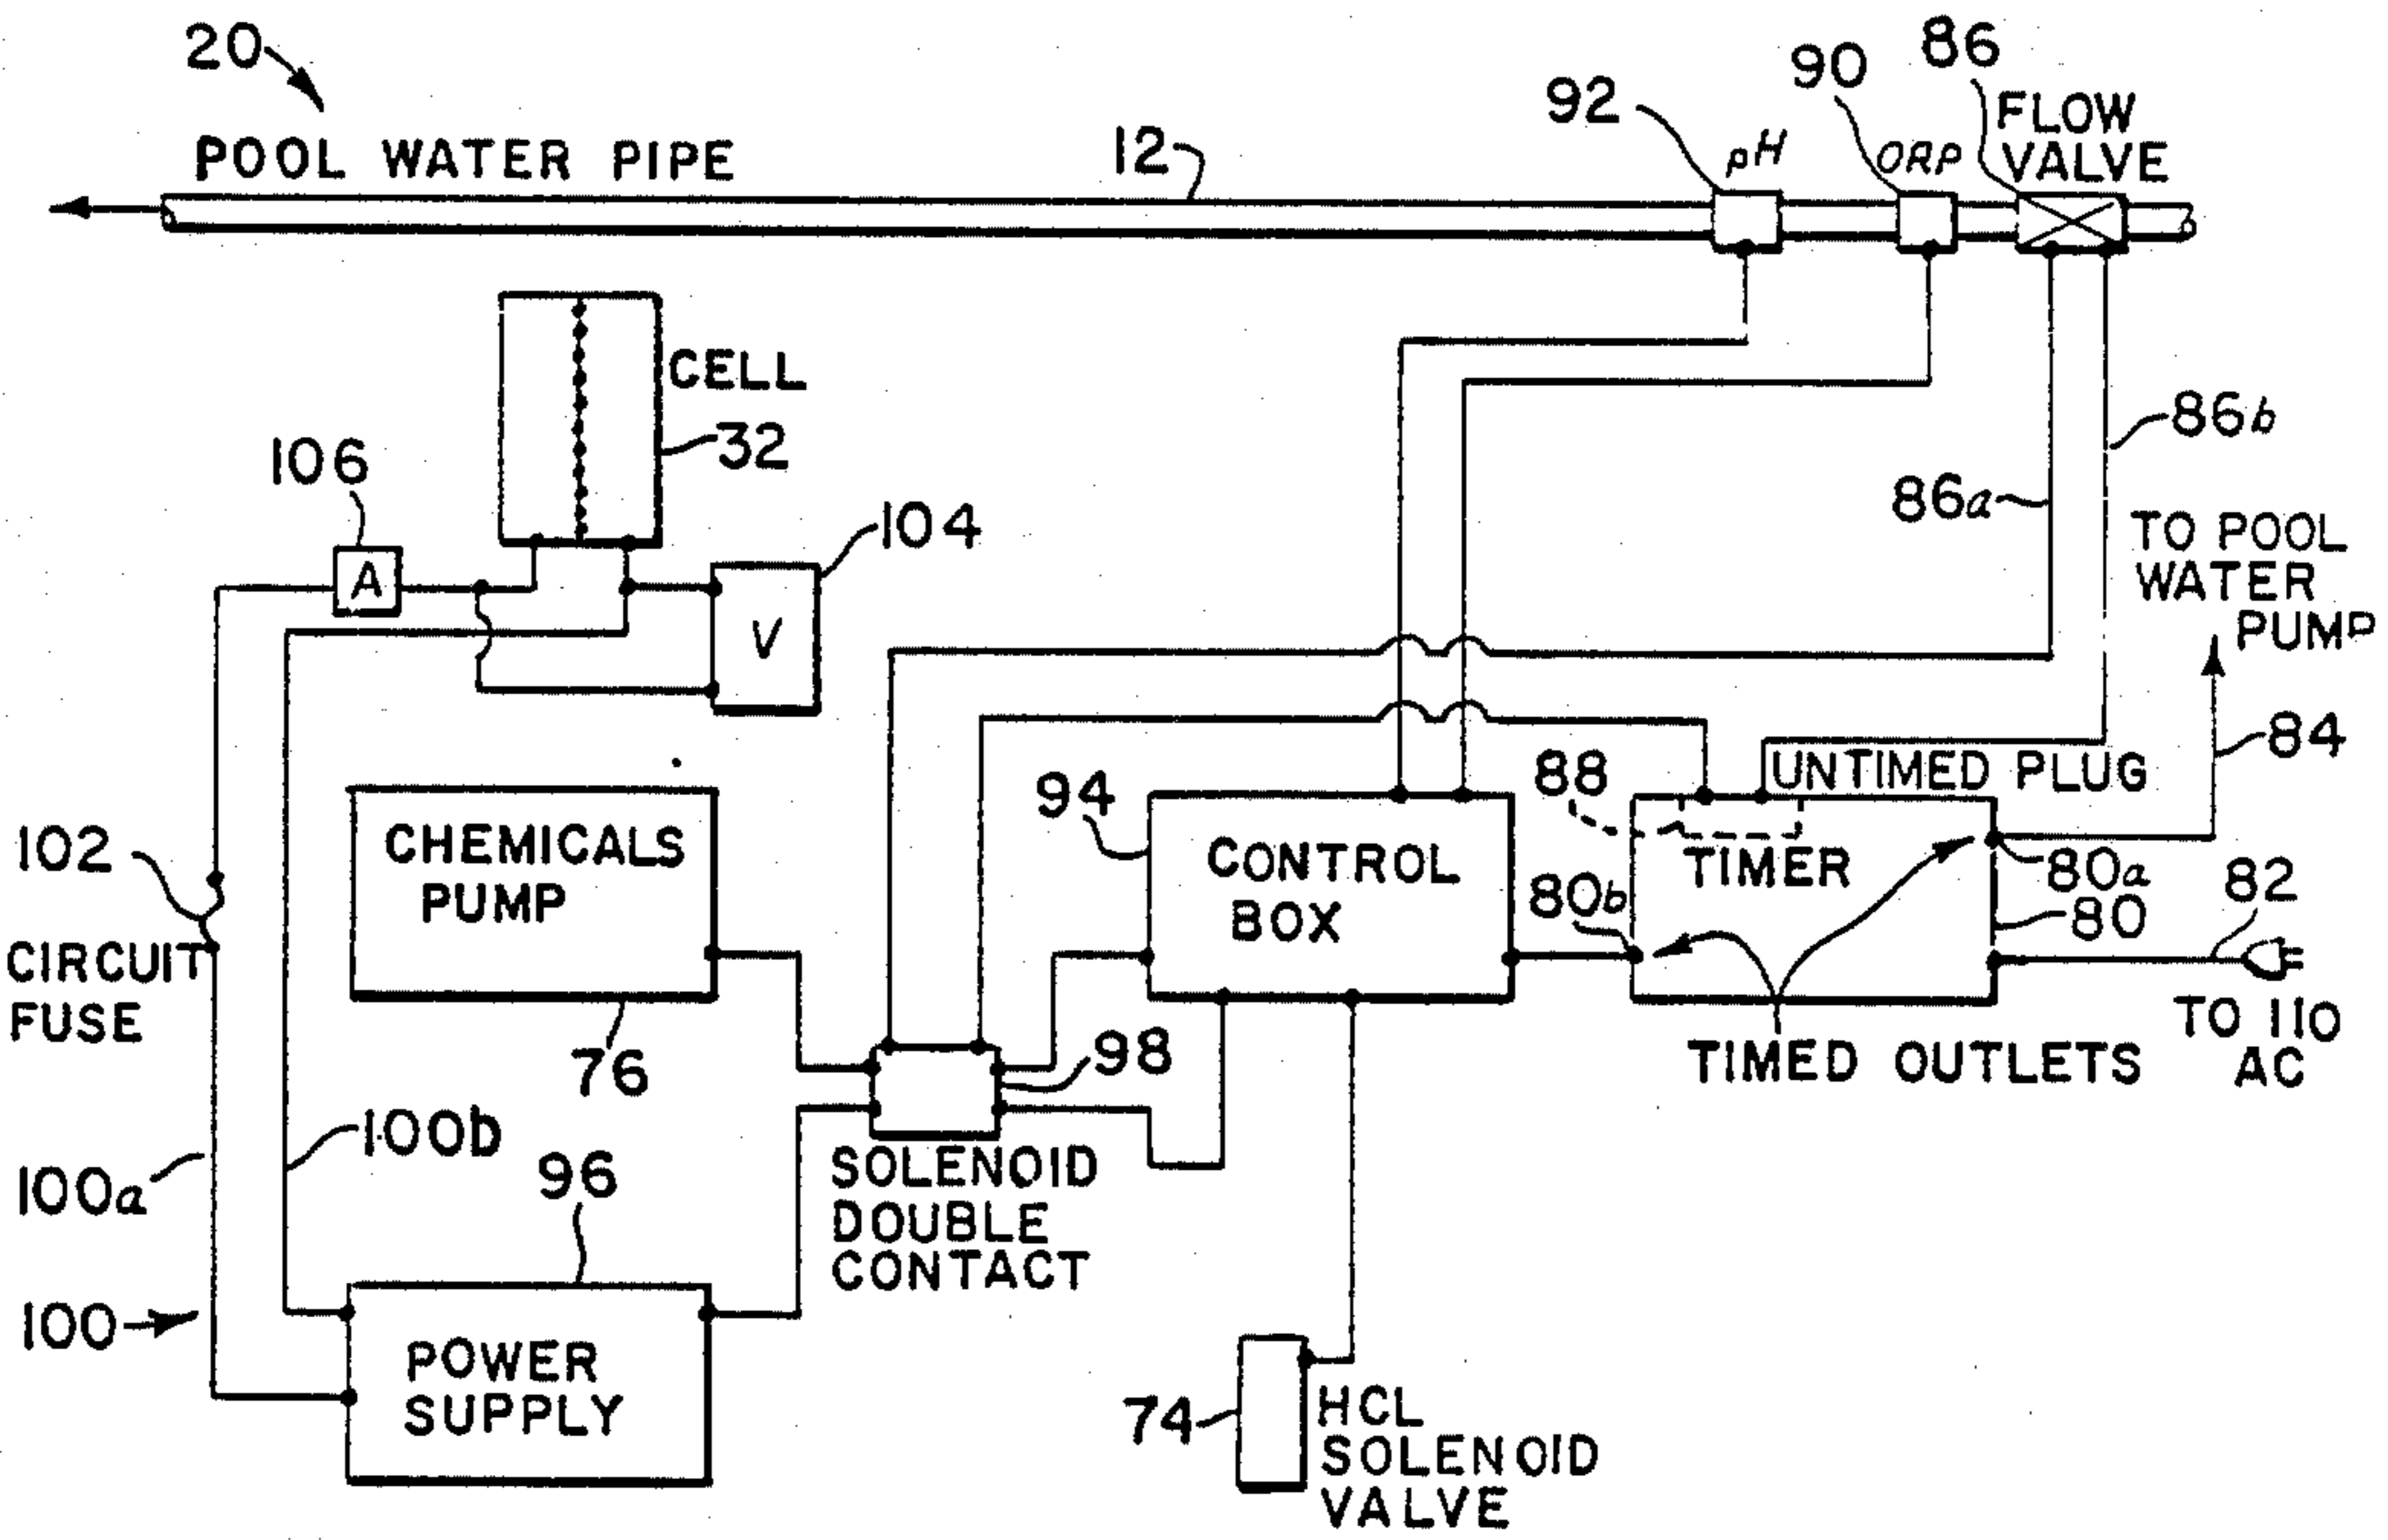 20
POOL WATER PIPE
12
92
pH
90
ORP
86
FLOW
VALVE
CELL
32
106
A
104
V
86b
86a
TO POOL
WATER
PUMP
84
UNTIMED PLUG
88
94
CHEMICALS
PUMP
76
CONTROL
BOX
TIMER
80b
80a
80
82
TO 110
AC
TIMED OUTLETS
102
CIRCUIT
FUSE
98
SOLENOID
DOUBLE
CONTACT
100b
100a
96
100
POWER
SUPPLY
74
HCL
SOLENOID
VALVE